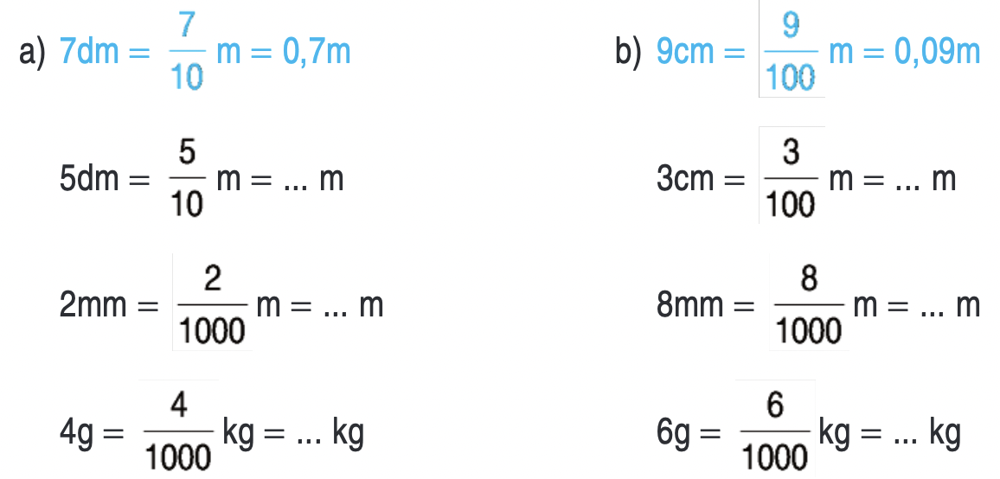 a) 7dm = 7/10 m = 0,7m
5dm = 5/10 m = ... m
2mm = 2/1000 m = ... m
4g = 4/1000 kg = ... kg
b) 9cm = 9/100 m = 0,09m
3cm = 3/100 m = ... m
8mm = 8/1000 m = ... m
6g = 6/1000 kg = ... kg